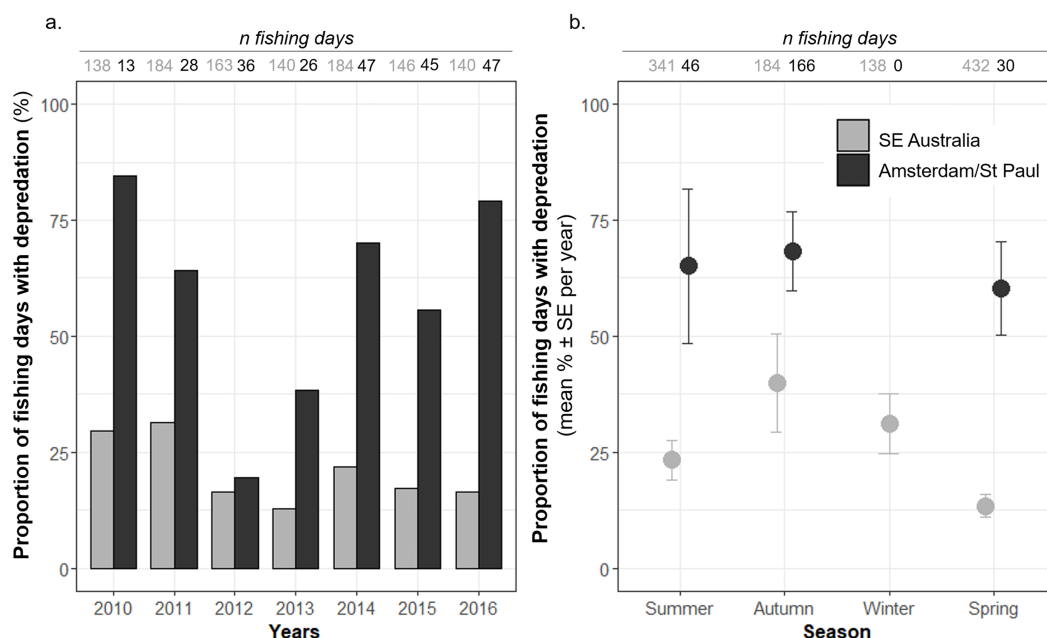 a.
n fishing days
138 13 184 28 163 36 140 26 184 47 146 45 140 47
Proportion of fishing days with depredation (%)
100
75
50
25
0
2010 2011 2012 2013 2014 2015 2016
Years
b.
n fishing days
341 46 184 166 138 0 432 30
Proportion of fishing days with depredation
(mean % ± SE per year)
100
75
50
25
0
SE Australia
Amsterdam/St Paul
Summer Autumn Winter Spring
Season